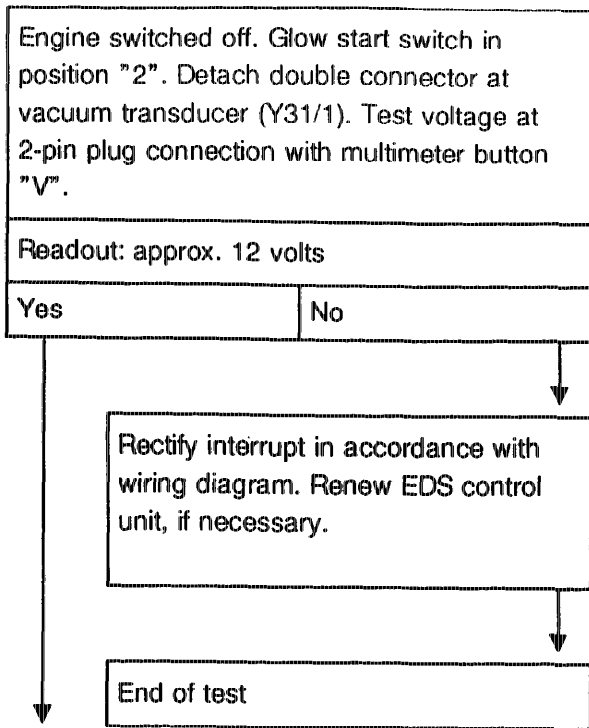 Engine switched off. Glow start switch in
position "2". Detach double connector at
vacuum transducer (Y31/1). Test voltage at
2-pin plug connection with multimeter button
"V".
Readout: approx. 12 volts
Yes
No
Rectify interrupt in accordance with
wiring diagram. Renew EDS control
unit, if necessary.
End of test